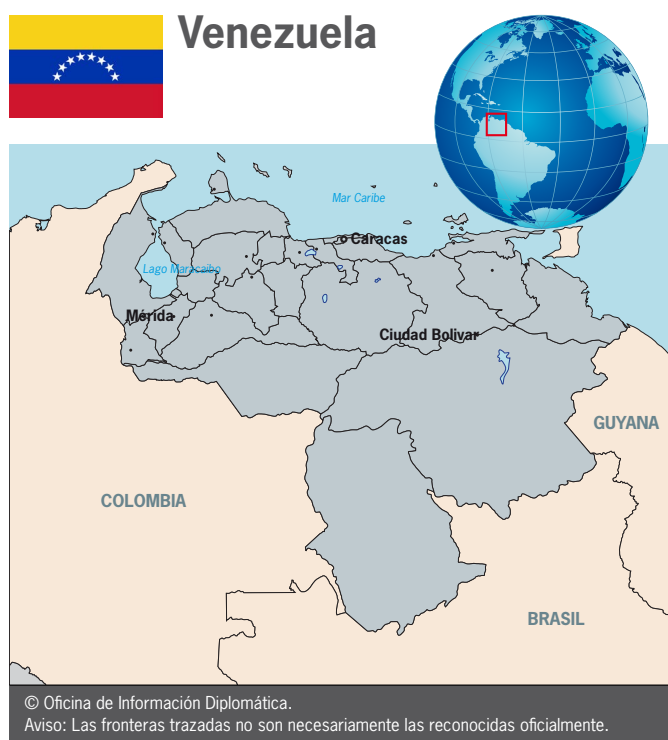 Venezuela
Mar Caribe
Caracas
Lago Maracaibo
Mérida
Ciudad Bolivar
GUYANA
COLOMBIA
BRASIL
© Oficina de Información Diplomática.
Aviso: Las fronteras trazadas no son necesariamente las reconocidas oficialmente.